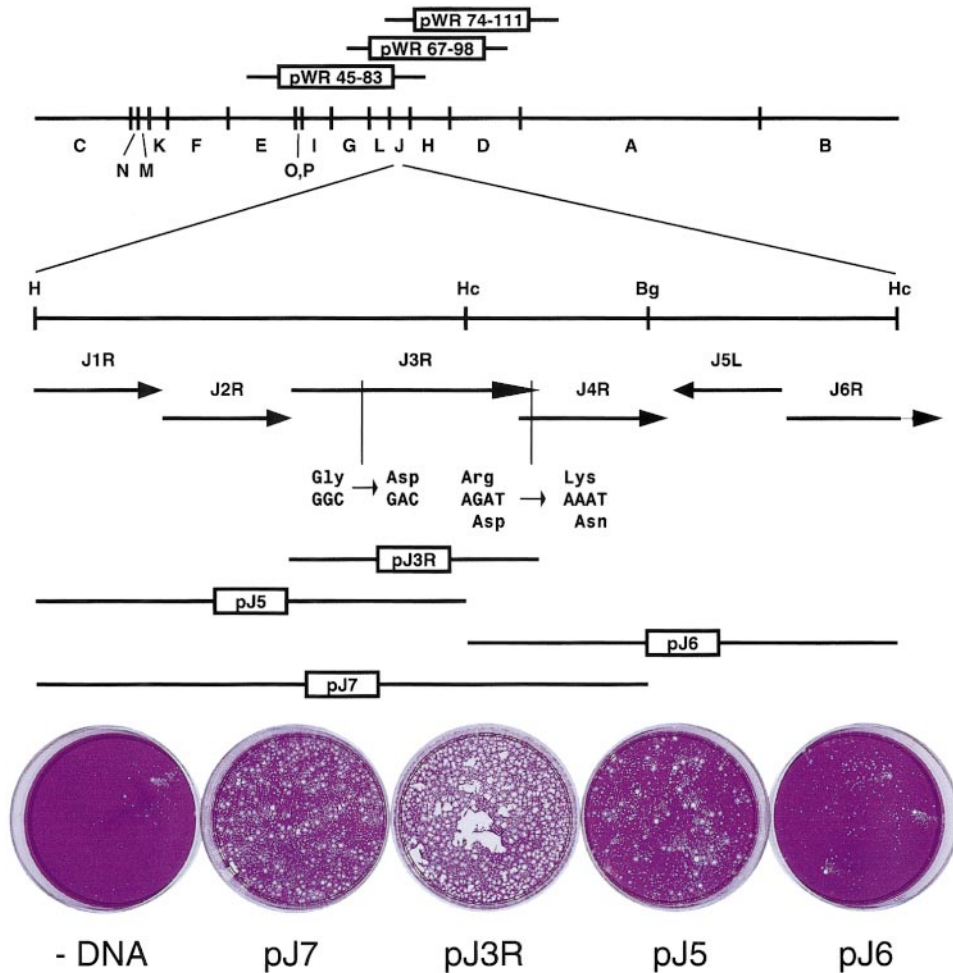 pWR 74-111
pWR 67-98
pWR 45-83
C K F E I G L J H D A B
N M O,P
H Hc Bg Hc
J1R J3R J5L
J2R J4R J6R
Gly Asp Arg Lys
GGC GAC AGAT AAAT
Asp Asn
pJ3R
pJ5
pJ6
pJ7
- DNA pJ7 pJ3R pJ5 pJ6